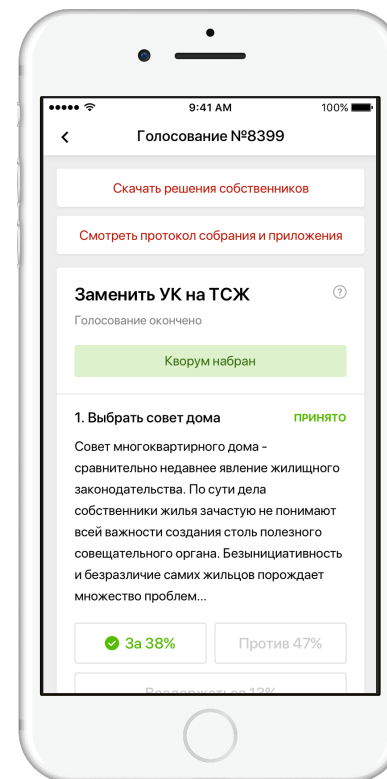 9:41 AM 100%
Голосование №8399
Скачать решения собственников
Смотреть протокол собрания и приложения
Заменить УК на ТСЖ ?
Голосование окончено
Кворум набран
1. Выбрать совет дома ПРИНЯТО
Совет многоквартирного дома -
сравнительно недавнее явление жилищного
законодательства. По сути дела
собственники жилья зачастую не понимают
всей важности создания столь полезного
совещательного органа. Безынициативность
и безразличие самих жильцов порождает
множество проблем...
За 38% Против 47%